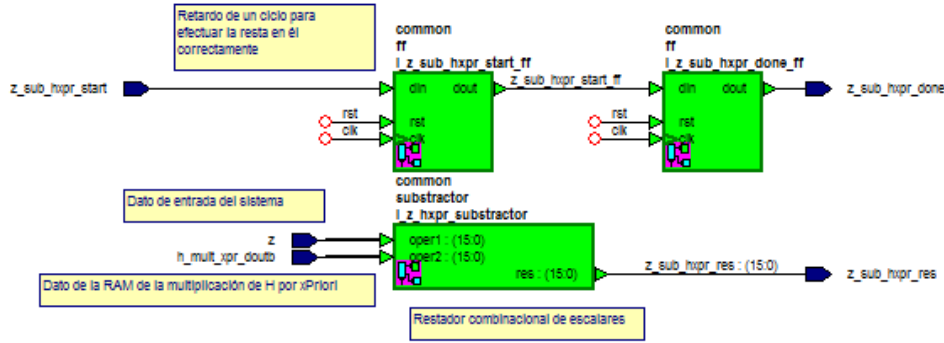 Retardo de un ciclo para
efectuar la resta en él
correctamente
common
ff
I_z_sub_hxpr_start_ff
common
ff
I_z_sub_hxpr_done_ff
z_sub_hxpr_start
din dout
z_sub_hxpr_start_ff
din dout
z_sub_hxpr_done
rst
rst
rst
rst
clk
clk
clk
clk
common
substractor
I_z_hxpr_substractor
Dato de entrada del sistema
z
oper1 : (15:0)
h_mult_xpr_doutb
oper2 : (15:0)
res : (15:0)
z_sub_hxpr_res : (15:0)
z_sub_hxpr_res
Dato de la RAM de la multiplicación de H por xPriori
Restador combinacional de escalares